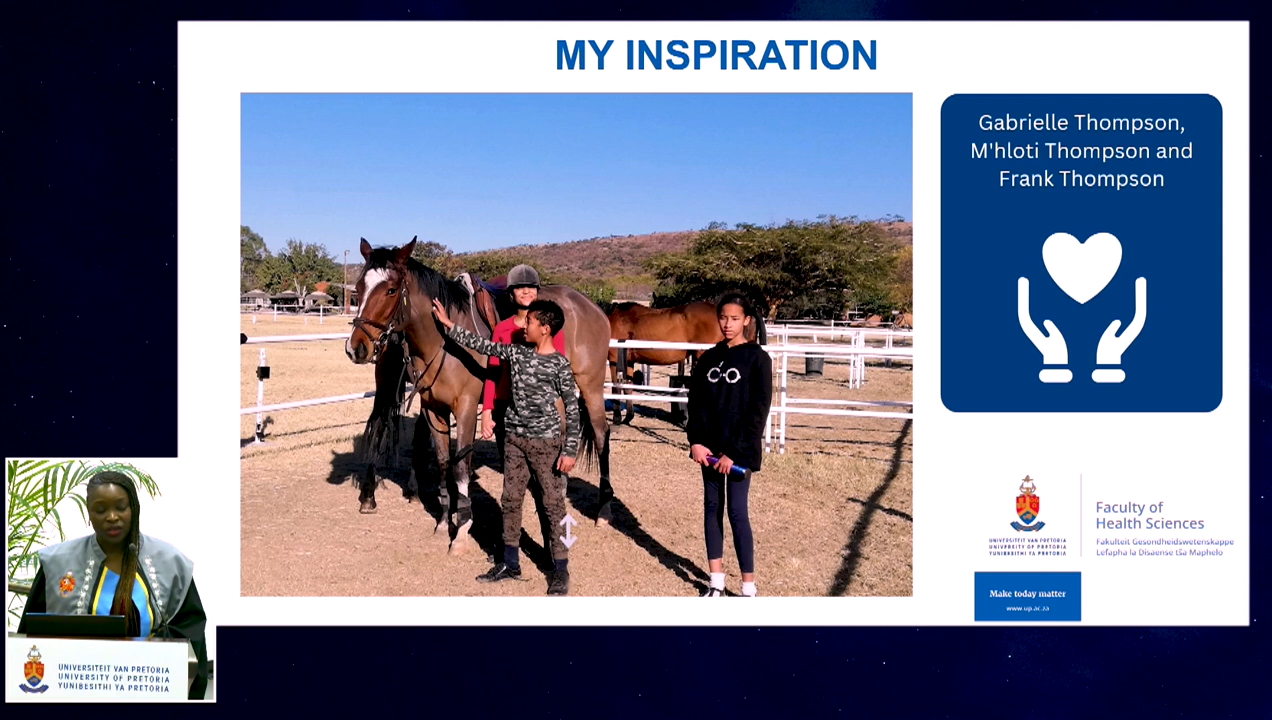 MY INSPIRATION
Gabrielle Thompson,
M'hloti Thompson and
Frank Thompson
UNIVERSITEIT VAN PRETORIA
UNIVERSITY OF PRETORIA
YUNIBESITHI YA PRETORIA
Faculty of
Health Sciences
Fakulteit Gesondheidswetenskappe
Lefapha la Disaense tša Maphelo
Make today matter
www.up.ac.za
UNIVERSITEIT VAN PRETORIA
UNIVERSITY OF PRETORIA
YUNIBESITHI YA PRETORIA